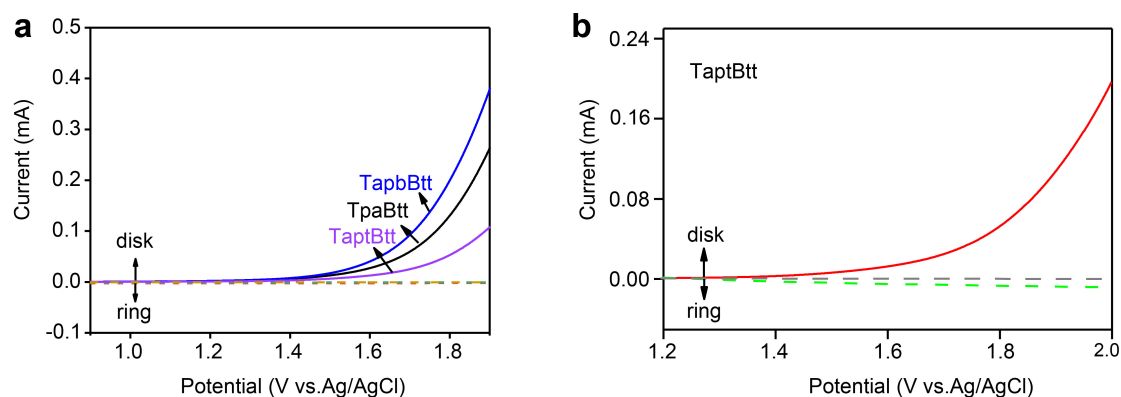 a
0.5
0.4
0.3
0.2
0.1
0.0
-0.1
Current (mA)
TapbBtt
TpaBtt
TaptBtt
disk
ring
1.0
1.2
1.4
1.6
1.8
Potential (V vs.Ag/AgCl)
b
0.24
0.16
0.08
0.00
Current (mA)
TaptBtt
disk
ring
1.2
1.4
1.6
1.8
2.0
Potential (V vs.Ag/AgCl)